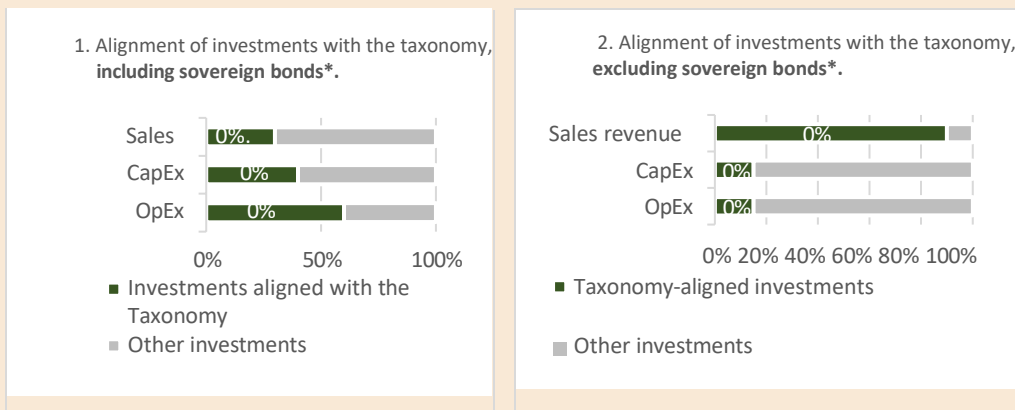 1. Alignment of investments with the taxonomy,
including sovereign bonds*.
Sales
0%.
CapEx
0%
OpEx
0%
0% 50% 100%
Investments aligned with the
Taxonomy
Other investments
2. Alignment of investments with the taxonomy,
excluding sovereign bonds*.
Sales revenue
0%
CapEx
0%
OpEx
0%
0% 20% 40% 60% 80% 100%
Taxonomy-aligned investments
Other investments